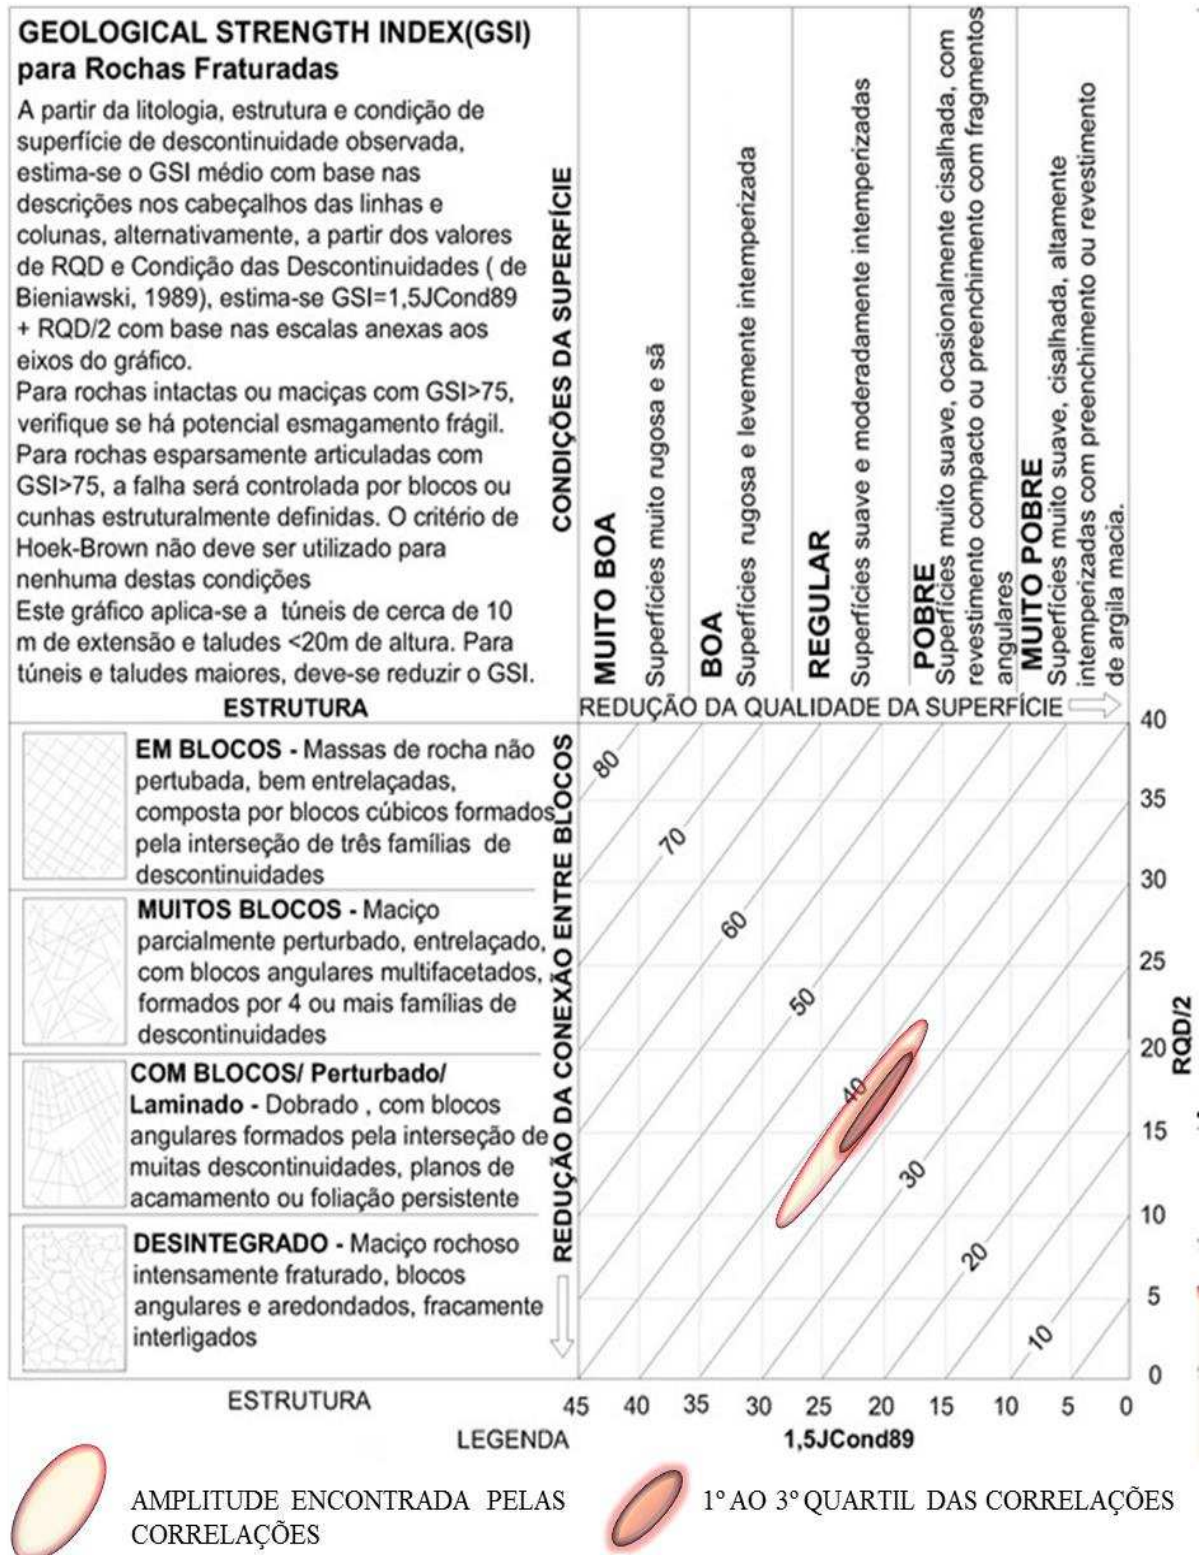 GEOLOGICAL STRENGTH INDEX(GSI)
para Rochas Fraturadas
A partir da litologia, estrutura e condição de
superfície de descontinuidade observada,
estima-se o GSI médio com base nas
descrições nos cabeçalhos das linhas e
colunas, alternativamente, a partir dos valores
de RQD e Condição das Descontinuidades ( de
Bieniawski, 1989), estima-se GSI=1,5JCond89
+ RQD/2 com base nas escalas anexas aos
eixos do gráfico.
Para rochas intactas ou maciças com GSI>75,
verifique se há potencial esmagamento frágil.
Para rochas esparsamente articuladas com
GSI>75, a falha será controlada por blocos ou
cunhas estruturalmente definidas. O critério de
Hoek-Brown não deve ser utilizado para
nenhuma destas condições
Este gráfico aplica-se a túneis de cerca de 10
m de extensão e taludes <20m de altura. Para
túneis e taludes maiores, deve-se reduzir o GSI.
CONDIÇÕES DA SUPERFÍCIE
MUITO BOA
Superfícies muito rugosa e sã
BOA
Superfícies rugosa e levemente intemperizada
REGULAR
Superfícies suave e moderadamente intemperizadas
POBRE
Superfícies muito suave, ocasionalmente cisalhada, com
revestimento compacto ou preenchimento com fragmentos
angulares
MUITO POBRE
Superfícies muito suave, cisalhada, altamente
intemperizadas com preenchimento ou revestimento
de argila macia.
ESTRUTURA
REDUÇÃO DA QUALIDADE DA SUPERFÍCIE
EM BLOCOS - Massas de rocha não
pertubada, bem entrelaçadas,
composta por blocos cúbicos formados
pela interseção de três famílias de
descontinuidades
MUITOS BLOCOS - Maciço
parcialmente perturbado, entrelaçado,
com blocos angulares multifacetados,
formados por 4 ou mais famílias de
descontinuidades
COM BLOCOS/ Perturbado/
Laminado - Dobrado , com blocos
angulares formados pela interseção de
muitas descontinuidades, planos de
acamamento ou foliação persistente
DESINTEGRADO - Maciço rochoso
intensamente fraturado, blocos
angulares e aredondados, fracamente
interligados
REDUÇÃO DA CONEXÃO ENTRE BLOCOS
80
70
60
50
40
30
20
10
40
35
30
25
20
15
10
5
0
RQD/2
ESTRUTURA
45 40 35 30 25 20 15 10 5 0
LEGENDA
1,5JCond89
AMPLITUDE ENCONTRADA PELAS
CORRELAÇÕES
1º AO 3º QUARTIL DAS CORRELAÇÕES